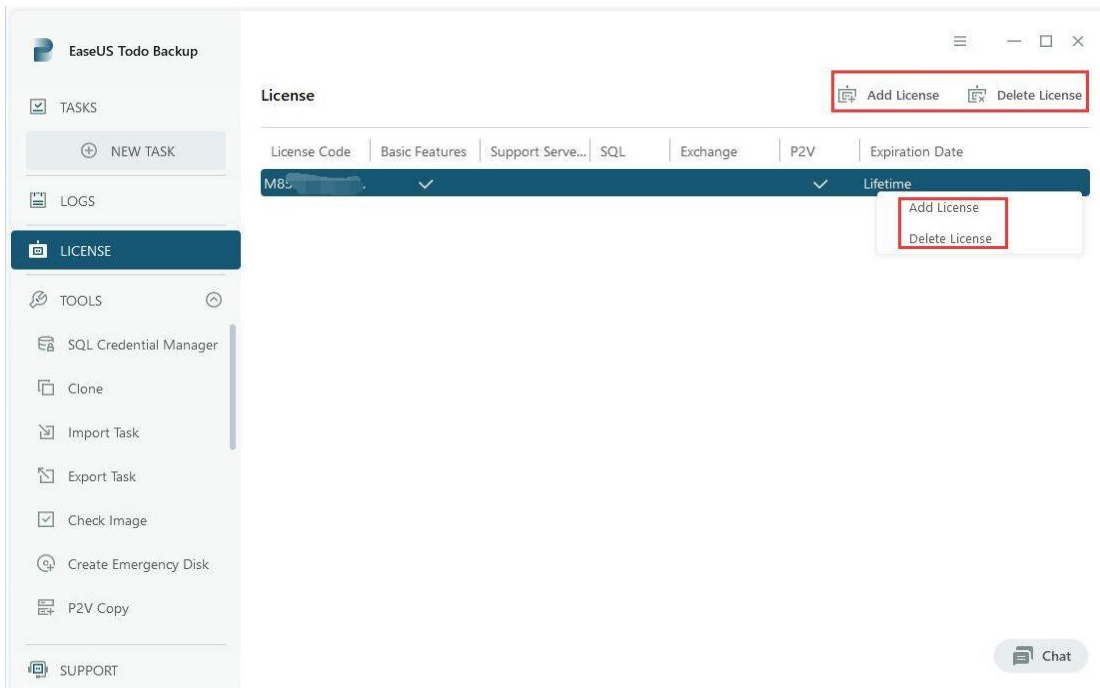 EaseUS Todo Backup
TASKS
NEW TASK
LOGS
LICENSE
TOOLS
SQL Credential Manager
Clone
Import Task
Export Task
Check Image
Create Emergency Disk
P2V Copy
SUPPORT
License
Add License Delete License
License Code Basic Features Support Serve... SQL Exchange P2V Expiration Date
Lifetime
Add License
Delete License
Chat